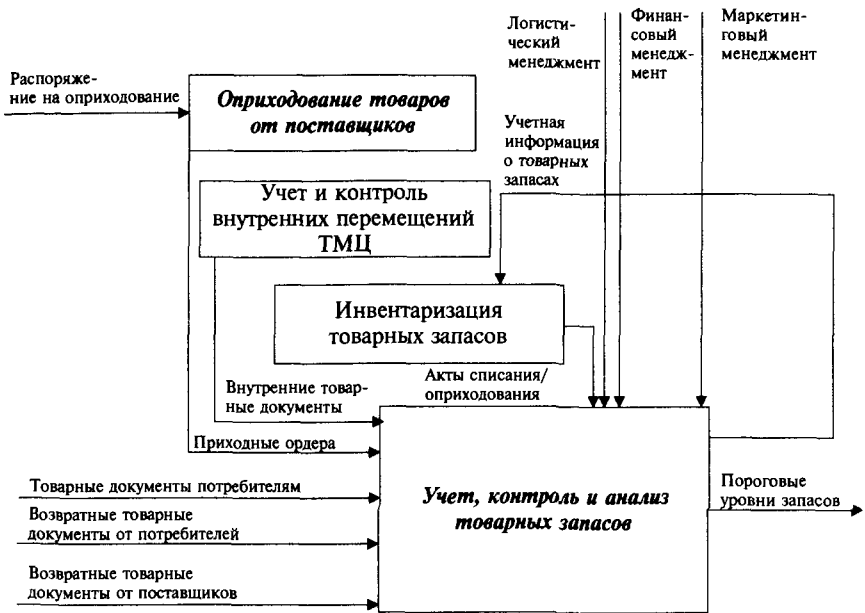 Логисти-
ческий
менеджмент
Финан-
совый
менедж-
мент
Маркетин-
говый
менеджмент
Распоряже-
ние на оприходование
Оприходование товаров
от поставщиков
Учетная
информация
о товарных
запасах
Учет и контроль
внутренних перемещений
ТМЦ
Инвентаризация
товарных запасов
Акты списания/
оприходования
Внутренние товар-
ные документы
Приходные ордера
Товарные документы потребителям
Возвратные товарные
документы от потребителей
Возвратные товарные
документы от поставщиков
Учет, контроль и анализ
товарных запасов
Пороговые
уровни запасов